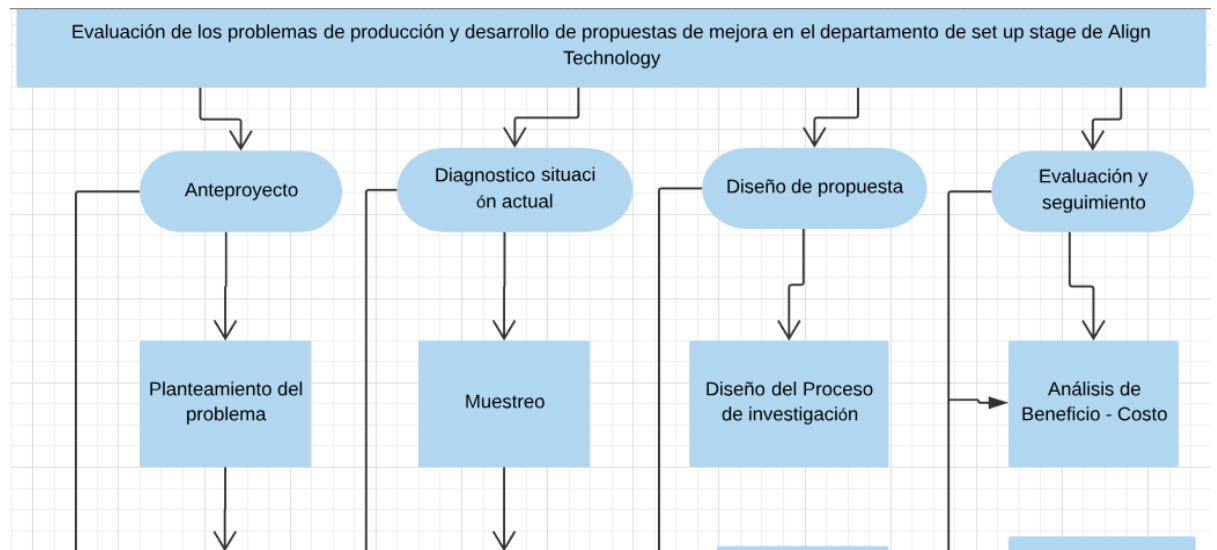 Evaluación de los problemas de producción y desarrollo de propuestas de mejora en el departamento de set up stage de Align
Technology
Anteproyecto
Diagnostico situaci
ón actual
Diseño de propuesta
Evaluación y
seguimiento
Planteamiento del
problema
Muestreo
Diseño del Proceso
de investigación
Análisis de
Beneficio - Costo